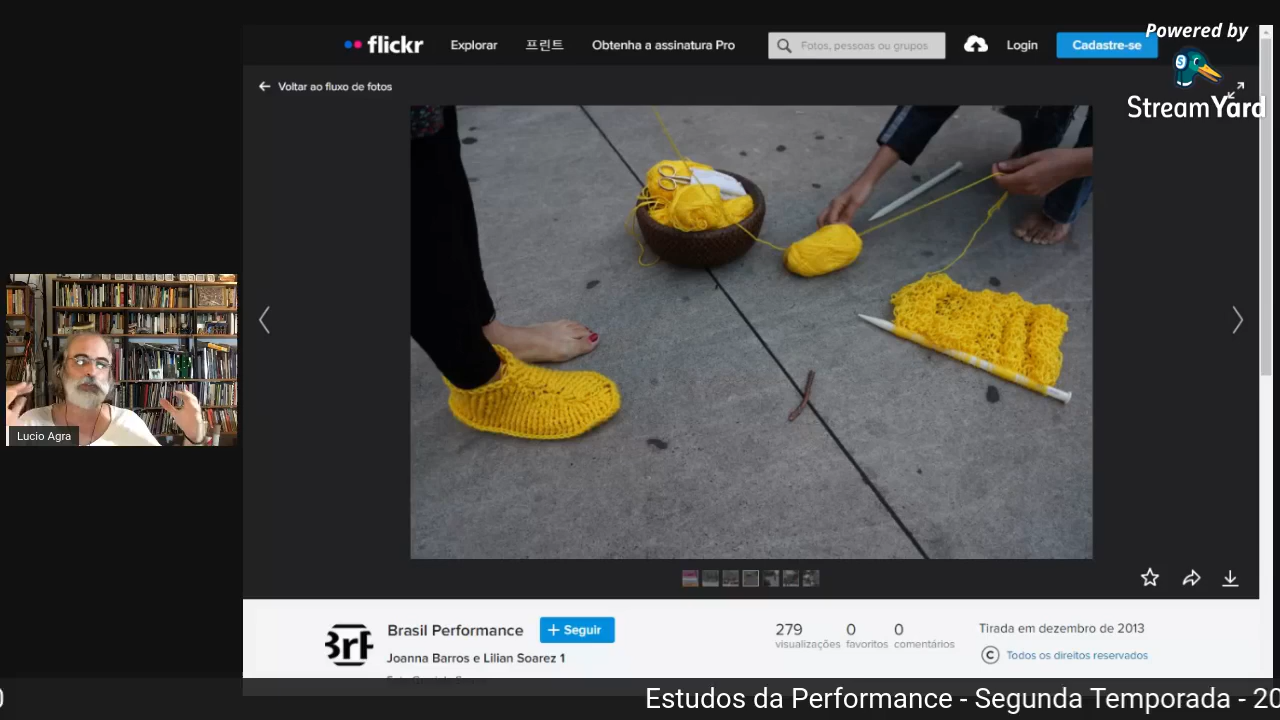 Powered by
StreamYard
flickr
Explorar
프린트
Obtenha a assinatura Pro
Fotos, pessoas ou grupos
Login
Cadastre-se
Voltar ao fluxo de fotos
Lucio Agra
Brasil Performance
+ Seguir
Joanna Barros e Lilian Soarez 1
279
visualizações
0
favoritos
0
comentários
Tirada em dezembro de 2013
Todos os direitos reservados
Estudos da Performance - Segunda Temporada - 20